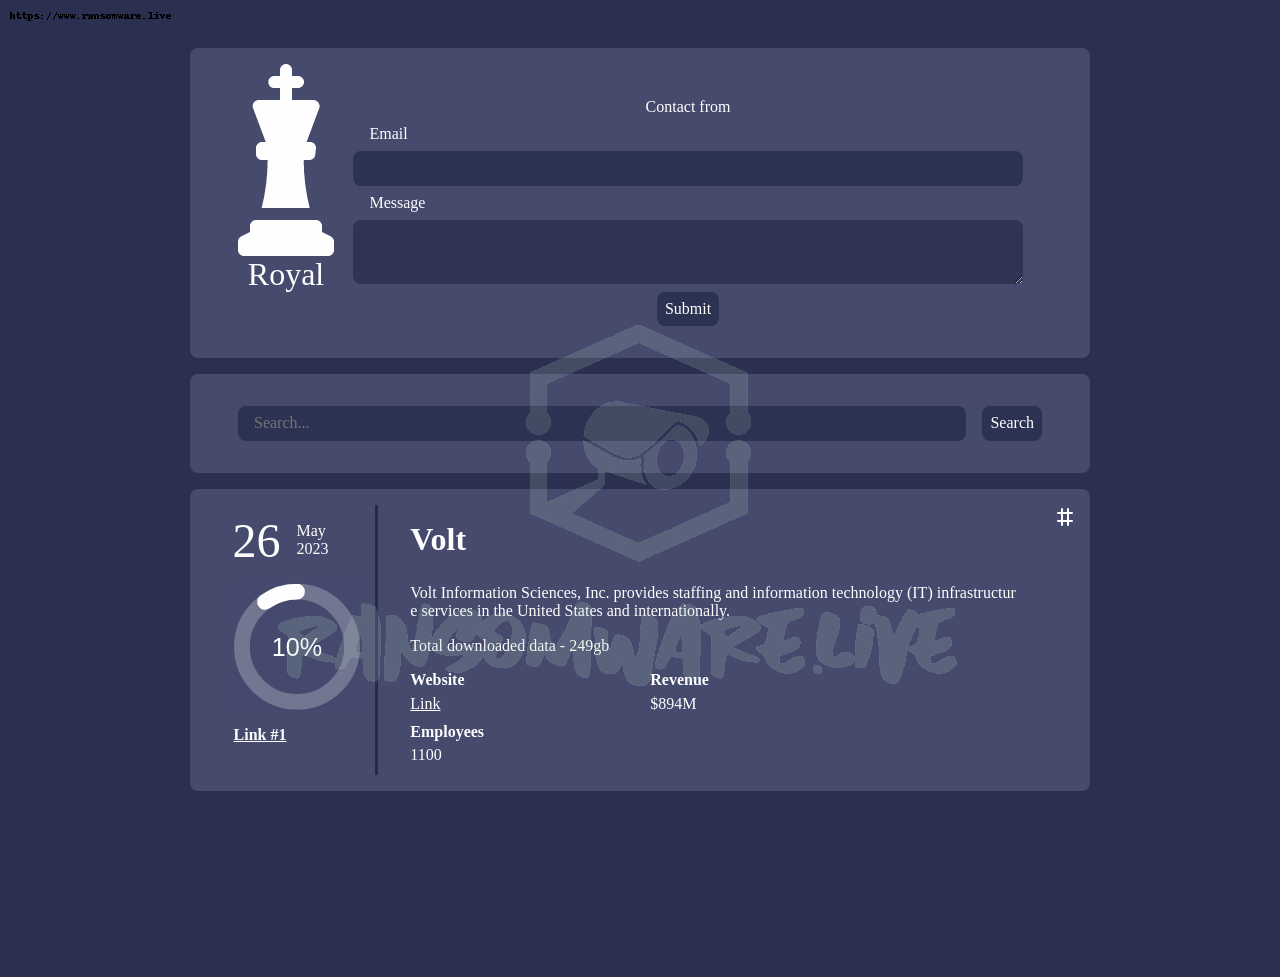 https://www.ransomware.live
Contact from
Email
Message
Royal
Submit
Search...
Search
26
May
2023
10%
Link #1
Volt
#
Volt Information Sciences, Inc. provides staffing and information technology (IT) infrastructur
e services in the United States and internationally.
RANSOMWARE.LIVE
Total downloaded data - 249gb
Website
Revenue
Link
$894M
Employees
1100